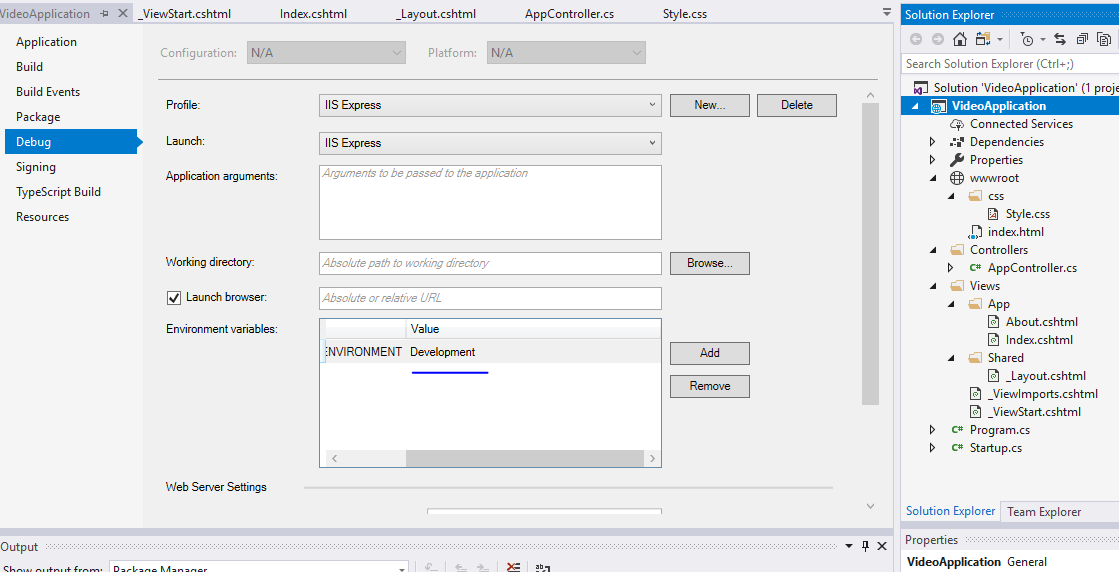 VideoApplication
_ViewStart.cshtml
Index.cshtml
_Layout.cshtml
AppController.cs
Style.css
Application
Build
Build Events
Package
Debug
Signing
TypeScript Build
Resources
Configuration: N/A Platform: N/A
Profile: IIS Express New... Delete
Launch: IIS Express
Application arguments: Arguments to be passed to the application
Working directory: Absolute path to working directory Browse...
Launch browser: Absolute or relative URL
Environment variables: Value
ENVIRONMENT Development Add
Remove
Web Server Settings
Output
Show output from: Package Manager
Solution Explorer
Search Solution Explorer (Ctrl+;)
Solution 'VideoApplication' (1 proje
VideoApplication
Connected Services
Dependencies
Properties
wwwroot
css
Style.css
index.html
Controllers
C# AppController.cs
Views
App
About.cshtml
Index.cshtml
Shared
_Layout.cshtml
_ViewImports.cshtml
_ViewStart.cshtml
C# Program.cs
C# Startup.cs
Solution Explorer Team Explorer
Properties
VideoApplication General